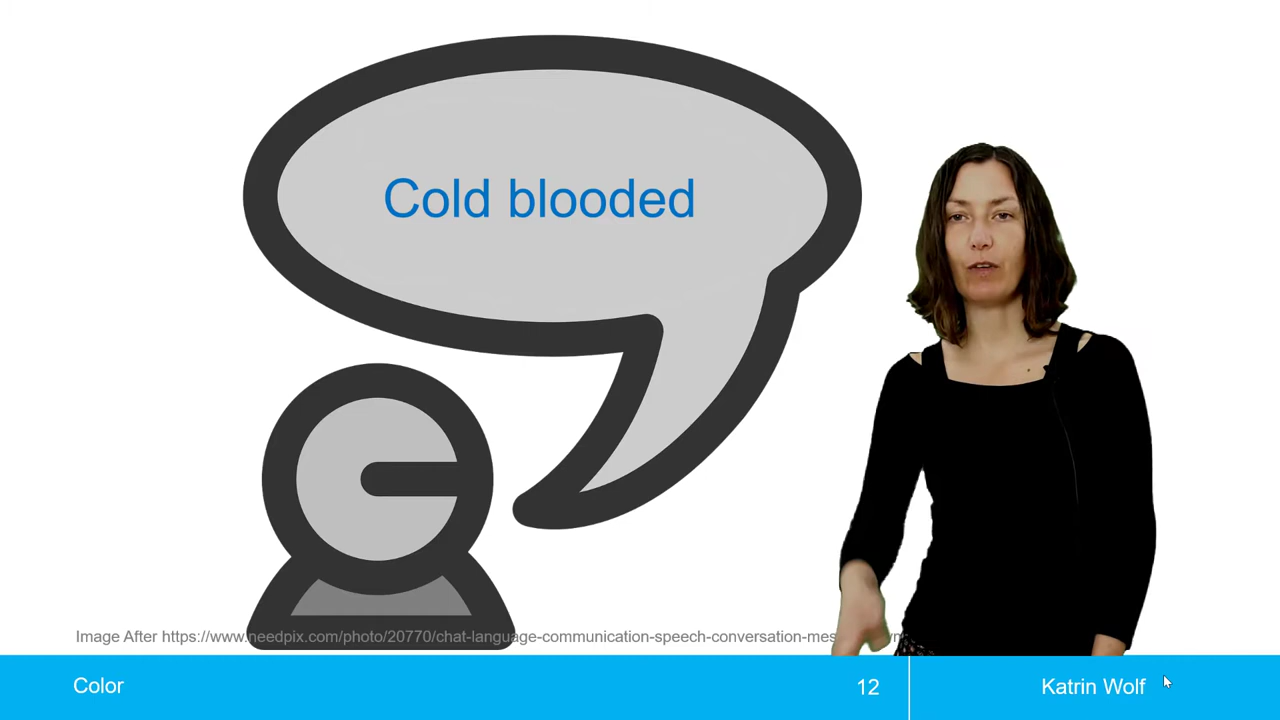 Cold blooded
Image After https://www.needpix.com/photo/20770/chat-language-communication-speech-conversation-mes
Color
12
Katrin Wolf